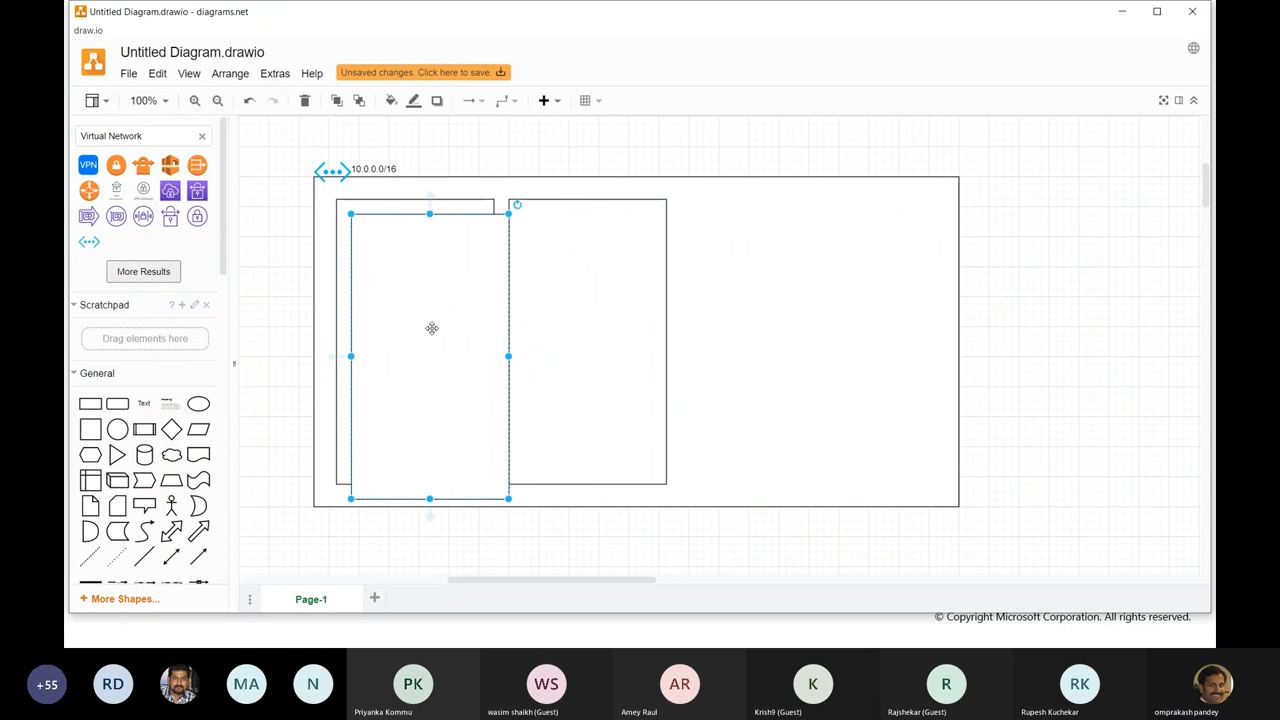 Untitled Diagram.drawio - diagrams.net
draw.io
Untitled Diagram.drawio
File Edit View Arrange Extras Help Unsaved changes. Click here to save.
100%
Virtual Network
VPN
10.0.0.0/16
More Results
Scratchpad
?
Drag elements here
General
Text
More Shapes...
Page-1
© Copyright Microsoft Corporation. All rights reserved.
+55 RD MA N PK WS AR K R RK
Priyanka Kommu wasim shaikh (Guest) Amey Raul Krish9 (Guest) Rajshekar (Guest) Rupesh Kuchekar omprakash pandey